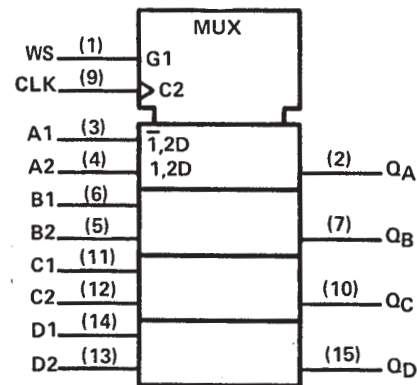 MUX
WS (1) G1
CLK (9) C2
A1 (3) 1̅,2D
A2 (4) 1,2D (2) QA
B1 (6)
B2 (5) (7) QB
C1 (11)
C2 (12) (10) QC
D1 (14)
D2 (13) (15) QD